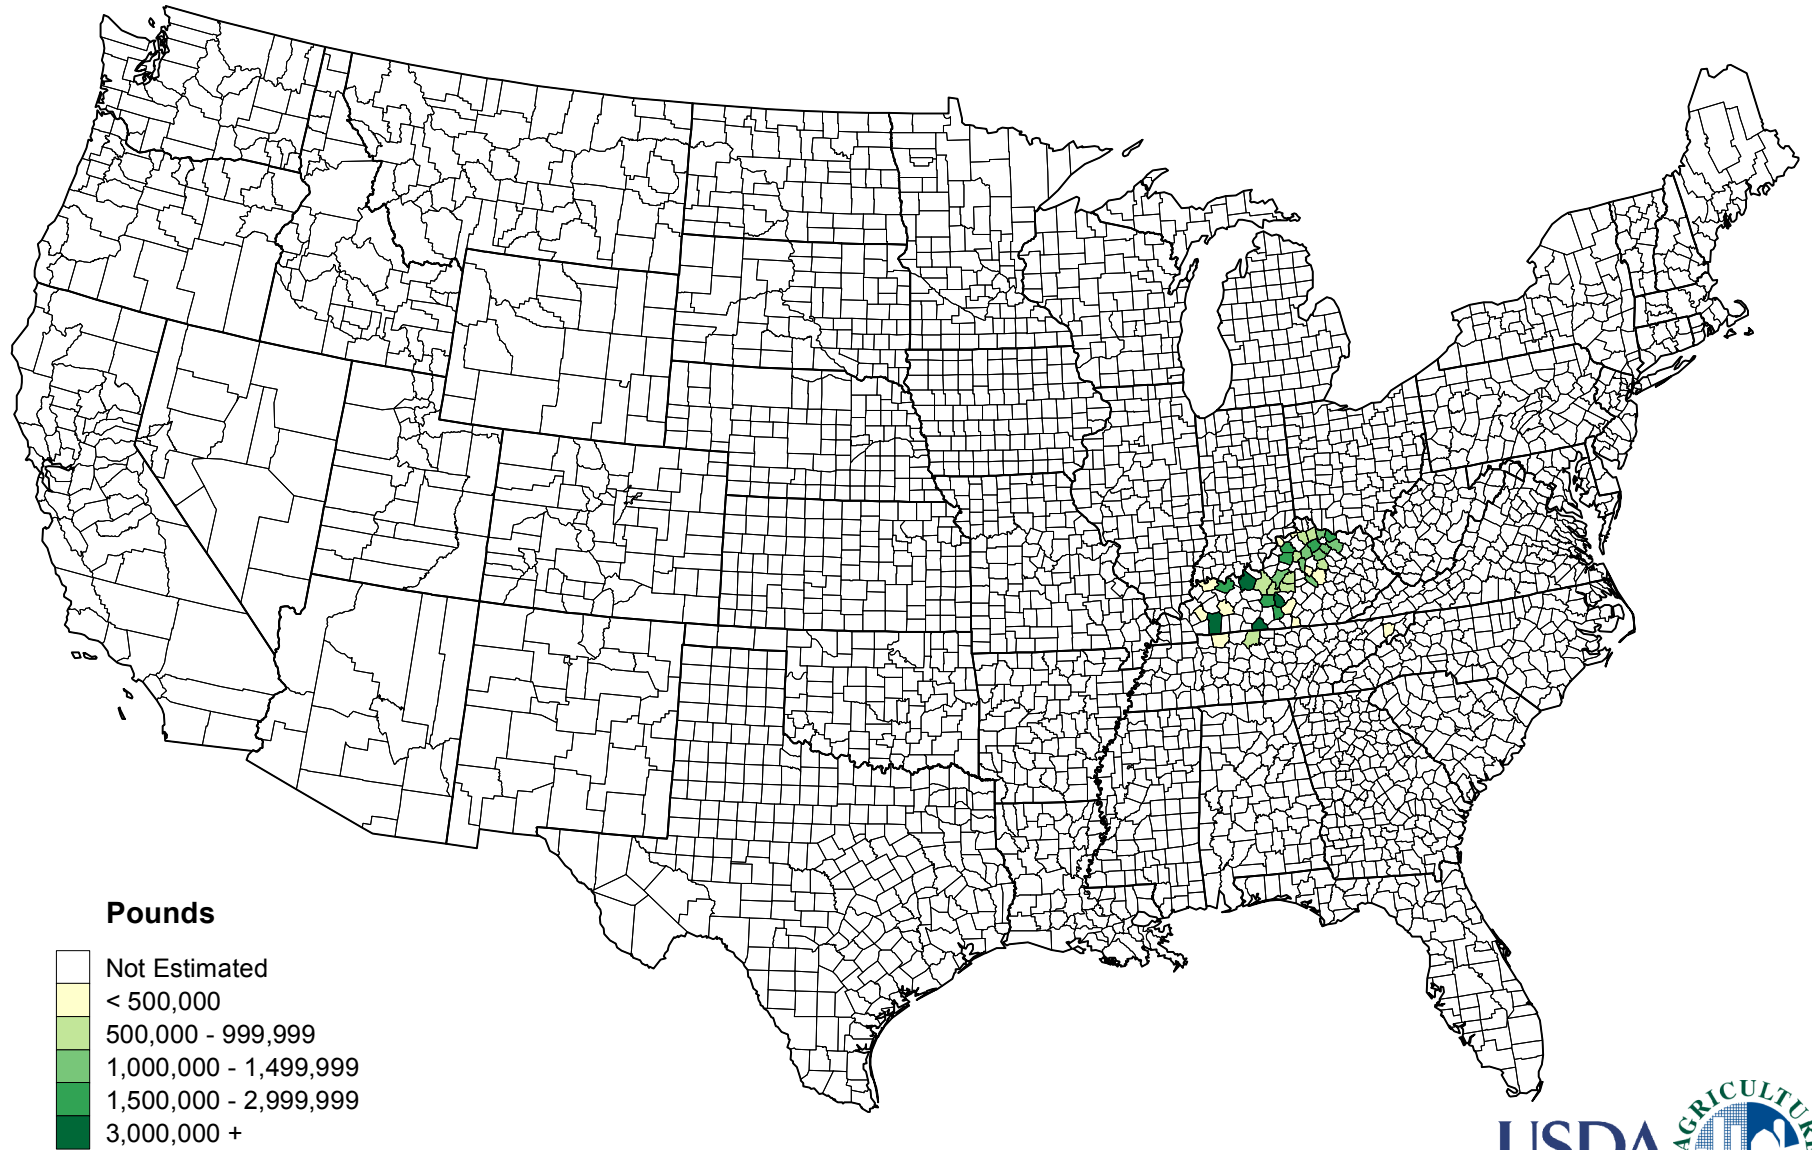 Pounds
Not Estimated
< 500,000
500,000 - 999,999
1,000,000 - 1,499,999
1,500,000 - 2,999,999
3,000,000 +
AGRICULTUR
USDA